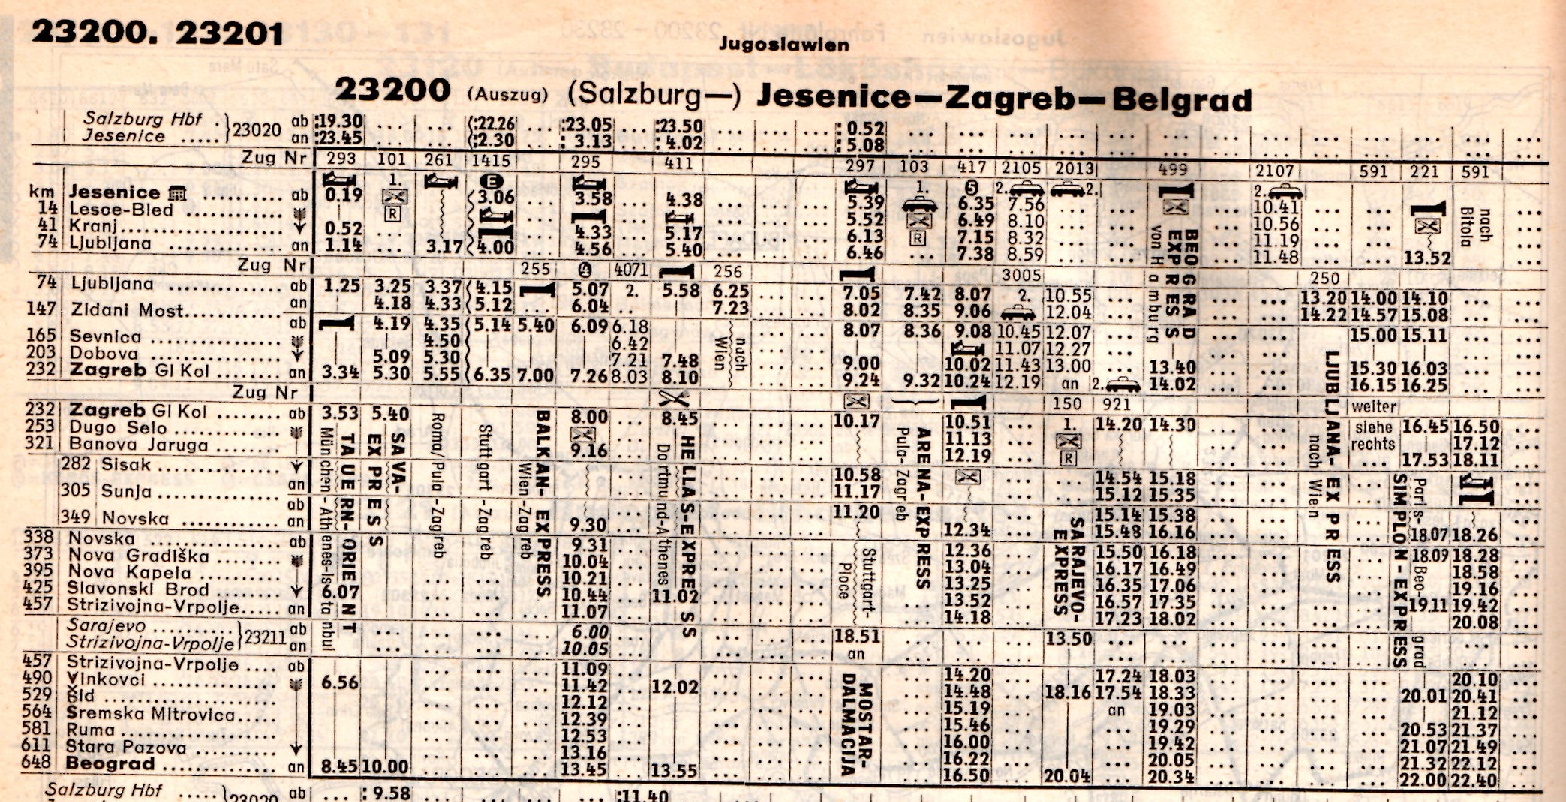 23200. 23201
Jugoslawien
23200 (Auszug) (Salzburg—) Jesenice—Zagreb—Belgrad
Salzburg Hbf . } 23020 ab 19.30 ... ... (22.26 ... 23.05 ... 23.50 ... ... ... 0.52 ... ... ... ... ... ... ... ... ... ... ... ...
Jesenice ..... an 23.45 ... ... (2.30 ... 3.13 ... 4.02 ... ... ... 5.08 ... ... ... ... ... ... ... ... ... ... ... ...
Zug Nr 293 101 261 1415 295 411 297 103 417 2105 2013 499 2107 591 221 591
km Jesenice ab 0.19 1. 3.06 3.58 ... 4.38 5.39 1. 6.35 2. 7.56 2. 2. 10.41
14 Lesce-Bled 5.52 6.49 8.10 10.56
41 Kranj 0.52 R 4.33 5.17 6.13 R 7.15 8.32 11.19
74 Ljubljana an 1.14 ... 3.17 4.00 4.56 5.40 6.46 7.38 8.59 11.48 13.52
Zug Nr 255 4071 256 3005 250
74 Ljubljana ab 1.25 3.25 3.37 4.15 5.07 2. 5.58 6.25 7.05 7.42 8.07 2. 10.55 13.20 14.00 14.10
147 Zidani Most an 4.18 4.33 5.12 6.04 7.23 8.02 8.35 9.06 12.04 14.22 14.57 15.08
ab 4.19 4.35 5.14 5.40 6.09 6.18 8.07 8.36 9.08 10.45 12.07 15.00 15.11
165 Sevnica 4.50 6.42 11.07 12.27
203 Dobova 5.09 5.30 7.21 7.48 9.00 10.02 11.43 13.00 13.40 15.30 16.03
232 Zagreb Gl Kol an 3.34 5.30 5.55 6.35 7.00 7.26 8.03 8.10 9.24 9.32 10.24 12.19 an 2. 14.02 16.15 16.25
Zug Nr 150 921 weiter
232 Zagreb Gl Kol ab 3.53 5.40 8.00 8.45 10.17 10.51 1. 14.20 14.30 siehe 16.45 16.50
253 Dugo Selo 11.13 rechts 17.12
321 Banova Jaruga 9.16 12.19 R 17.53 18.11
282 Sisak an 10.58 14.54 15.18
305 Sunja 11.17 15.12 15.35
ab 11.20 15.14 15.38
349 Novska an 9.30 12.34 15.48 16.16 18.07 18.26
338 Novska ab 9.31 12.36 15.50 16.18 18.09 18.28
373 Nova Gradiška 10.04 13.04 16.17 16.49 18.58
395 Nova Kapela 10.21 13.25 16.35 17.06 19.16
425 Slavonski Brod 6.07 10.44 11.02 13.52 16.57 17.35 19.11 19.42
457 Strizivojna-Vrpolje an 11.07 14.18 17.23 18.02 20.08
Sarajevo } 23211 ab 6.00 18.51 13.50
Strizivojna-Vrpolje an 10.05 an
457 Strizivojna-Vrpolje ab 11.09 14.20 17.24 18.03 20.10
490 Vinkovci 6.56 11.42 12.02 14.48 18.16 17.54 18.33 20.01 20.41
529 Šid 12.12 15.19 an 19.03 21.12
564 Sremska Mitrovica 12.39 15.46 19.29 20.53 21.37
581 Ruma 12.53 16.00 19.42 21.07 21.49
611 Stara Pazova 13.16 16.22 20.05 21.32 22.12
648 Beograd an 8.45 10.00 13.45 13.55 16.50 20.04 20.34 22.00 22.40
München-Athenes-Istanbul
TAUERN-ORIENT
SAVA-EXPRESS
Roma/Pula-Zagreb
Stuttgart-Zagreb
Wien-Zagreb
BALKAN-EXPRESS
Dortmund-Athenes
HELLAS-EXPRESS
nach Wien
Stuttgart-Ploce
MOSTAR-DALMACIJA
Pula-Zagreb
ARENA-EXPRESS
SARAJEVO-EXPRESS
BEOGRAD EXPRESS
von Hamburg
LJUBLJANA-EXPRESS
nach Wien
SIMPLON-EXPRESS
Paris-Beograd
nach Bitola
Salzburg Hbf ..... } 23020 ab ... 9.58 ... 11.40